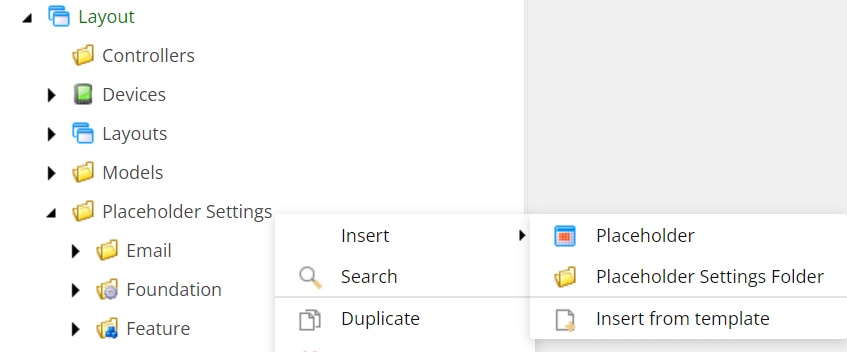 Layout
Controllers
Devices
Layouts
Models
Placeholder Settings
Insert
Placeholder
Email
Search
Placeholder Settings Folder
Foundation
Duplicate
Insert from template
Feature